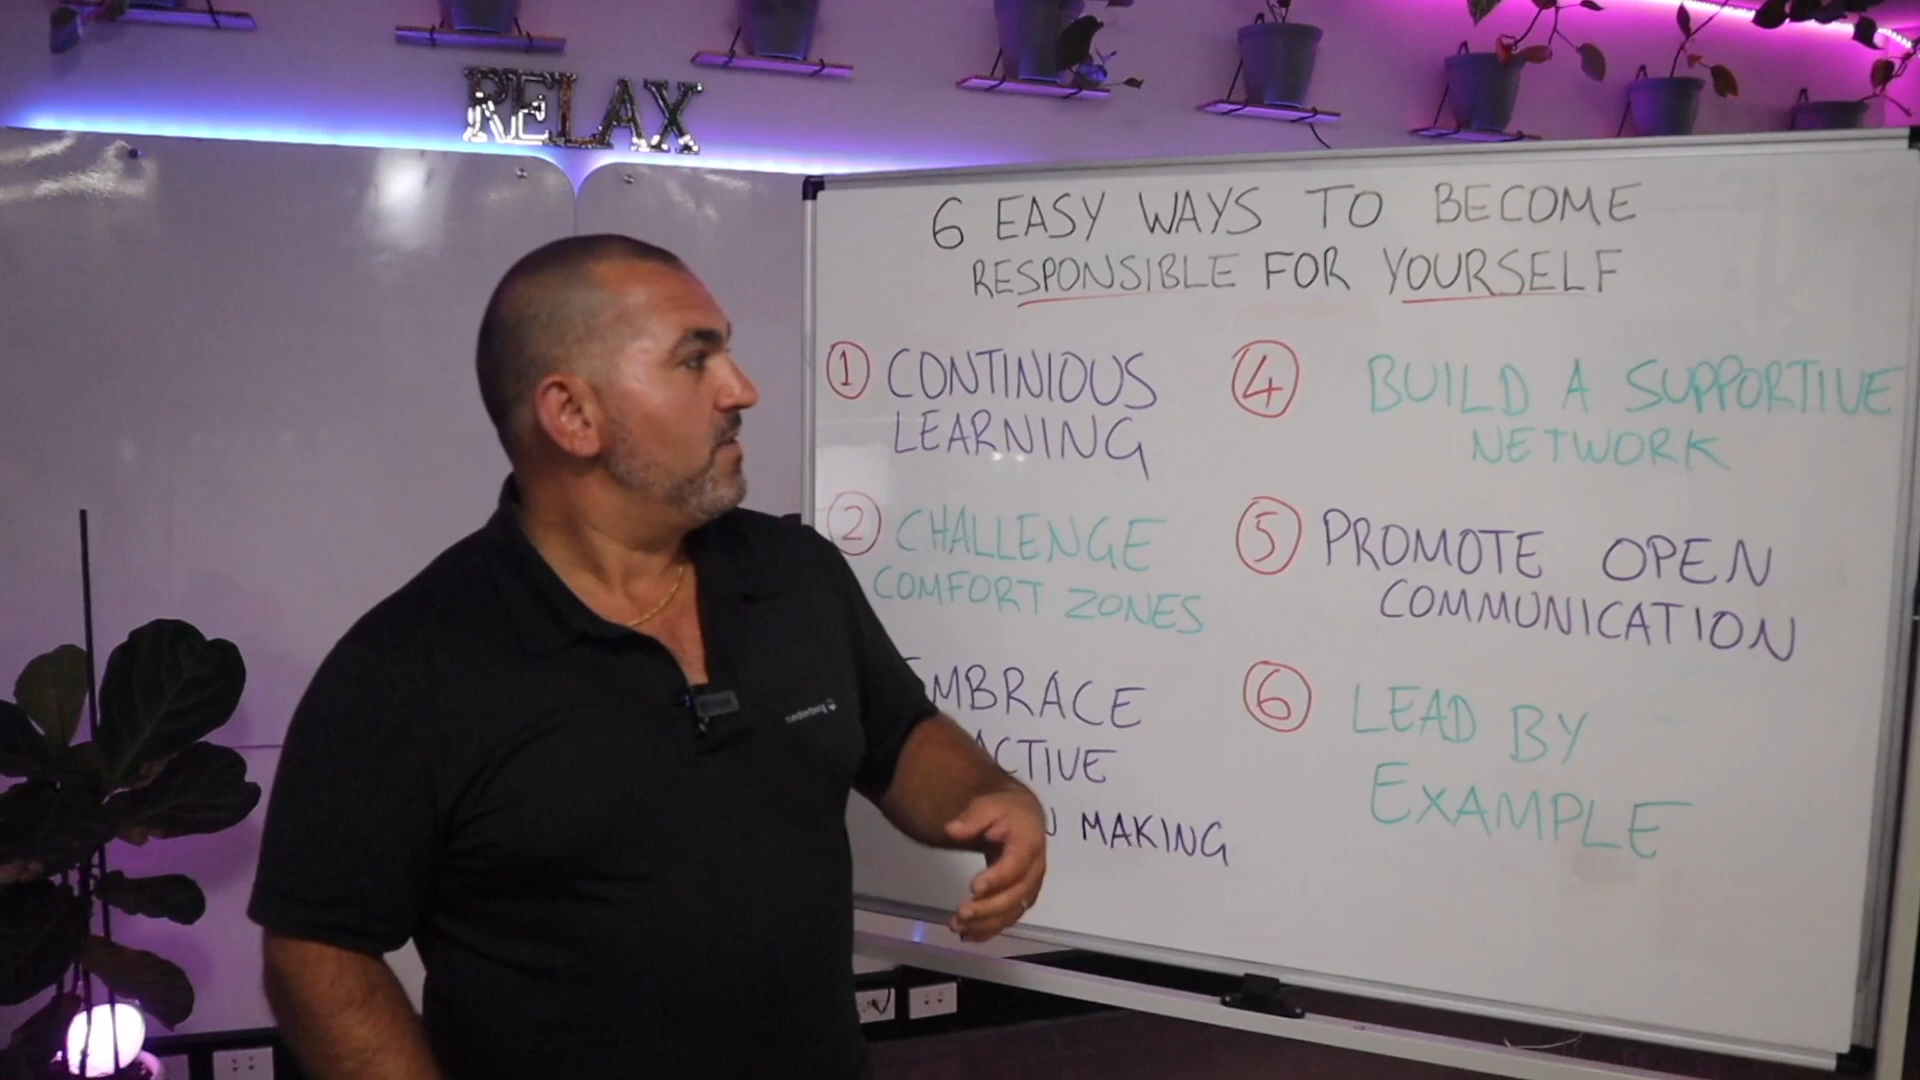 RELAX
6 EASY WAYS TO BECOME
RESPONSIBLE FOR YOURSELF
1 CONTINIOUS
LEARNING
2 CHALLENGE
COMFORT ZONES
MBRACE
ACTIVE
N MAKING
4 BUILD A SUPPORTIVE
NETWORK
5 PROMOTE OPEN
COMMUNICATION
6 LEAD BY
EXAMPLE